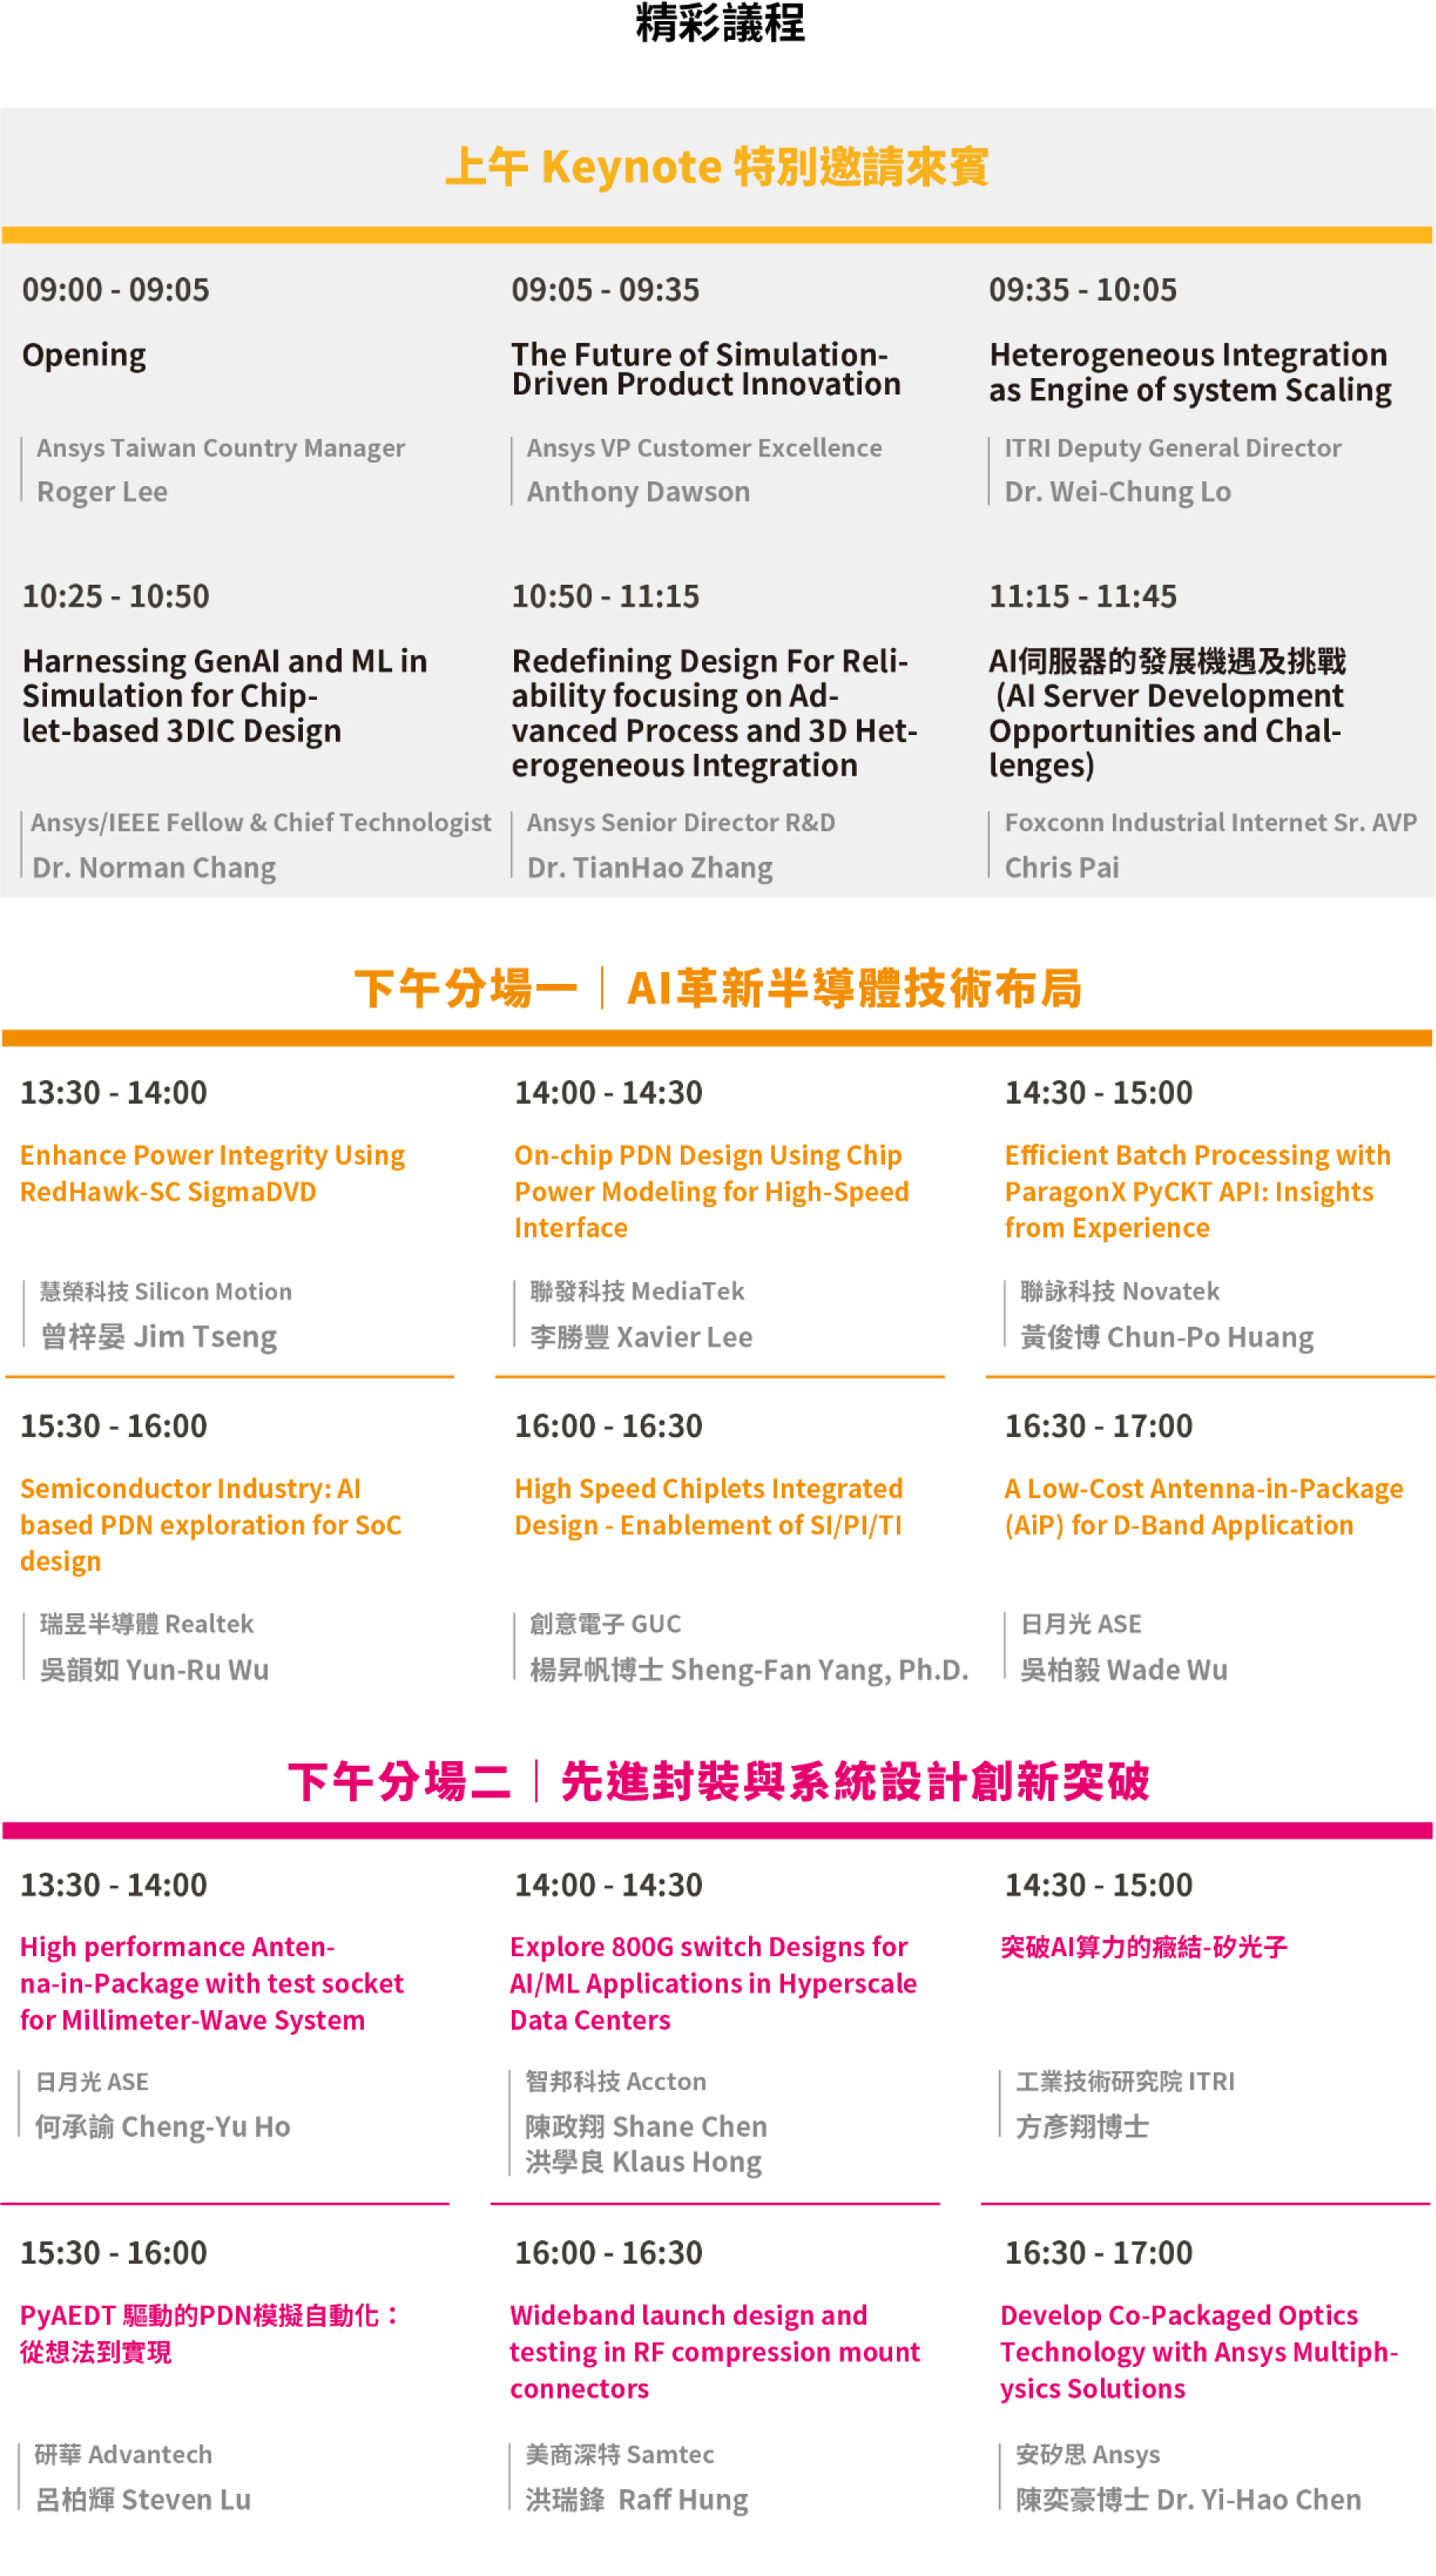 精彩議程
上午 Keynote 特別邀請來賓
09:00 - 09:05
Opening
Ansys Taiwan Country Manager
Roger Lee
09:05 - 09:35
The Future of Simulation-
Driven Product Innovation
Ansys VP Customer Excellence
Anthony Dawson
09:35 - 10:05
Heterogeneous Integration
as Engine of system Scaling
ITRI Deputy General Director
Dr. Wei-Chung Lo
10:25 - 10:50
Harnessing GenAI and ML in
Simulation for Chip-
let-based 3DIC Design
Ansys/IEEE Fellow & Chief Technologist
Dr. Norman Chang
10:50 - 11:15
Redefining Design For Reli-
ability focusing on Ad-
vanced Process and 3D Het-
erogeneous Integration
Ansys Senior Director R&D
Dr. TianHao Zhang
11:15 - 11:45
AI伺服器的發展機遇及挑戰
(AI Server Development
Opportunities and Chal-
lenges)
Foxconn Industrial Internet Sr. AVP
Chris Pai
下午分場一｜AI革新半導體技術布局
13:30 - 14:00
Enhance Power Integrity Using
RedHawk-SC SigmaDVD
慧榮科技 Silicon Motion
曾梓晏 Jim Tseng
14:00 - 14:30
On-chip PDN Design Using Chip
Power Modeling for High-Speed
Interface
聯發科技 MediaTek
李勝豐 Xavier Lee
14:30 - 15:00
Efficient Batch Processing with
ParagonX PyCKT API: Insights
from Experience
聯詠科技 Novatek
黃俊博 Chun-Po Huang
15:30 - 16:00
Semiconductor Industry: AI
based PDN exploration for SoC
design
瑞昱半導體 Realtek
吳韻如 Yun-Ru Wu
16:00 - 16:30
High Speed Chiplets Integrated
Design - Enablement of SI/PI/TI
創意電子 GUC
楊昇帆博士 Sheng-Fan Yang, Ph.D.
16:30 - 17:00
A Low-Cost Antenna-in-Package
(AiP) for D-Band Application
日月光 ASE
吳柏毅 Wade Wu
下午分場二｜先進封裝與系統設計創新突破
13:30 - 14:00
High performance Anten-
na-in-Package with test socket
for Millimeter-Wave System
日月光 ASE
何承諭 Cheng-Yu Ho
14:00 - 14:30
Explore 800G switch Designs for
AI/ML Applications in Hyperscale
Data Centers
智邦科技 Accton
陳政翔 Shane Chen
洪學良 Klaus Hong
14:30 - 15:00
突破AI算力的癥結-矽光子
工業技術研究院 ITRI
方彥翔博士
15:30 - 16:00
PyAEDT 驅動的PDN模擬自動化：
從想法到實現
研華 Advantech
呂柏輝 Steven Lu
16:00 - 16:30
Wideband launch design and
testing in RF compression mount
connectors
美商深特 Samtec
洪瑞鋒 Raff Hung
16:30 - 17:00
Develop Co-Packaged Optics
Technology with Ansys Multiph-
ysics Solutions
安矽思 Ansys
陳奕豪博士 Dr. Yi-Hao Chen